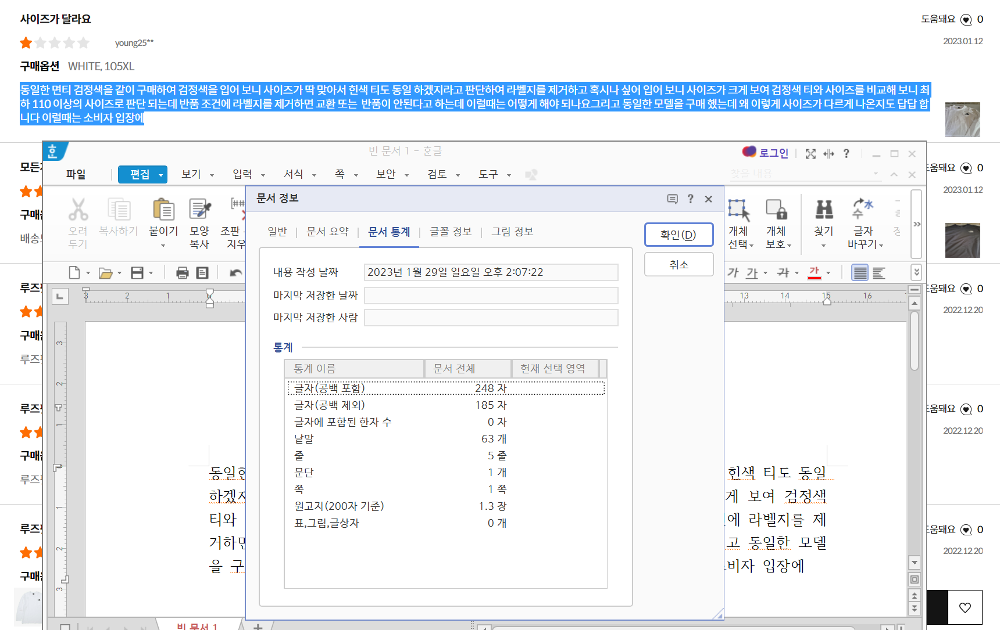 사이즈가 달라요
도움돼요 0
young25**
2023.01.12
구매옵션 WHITE, 105XL
동일한 면티 검정색을 같이 구매하여 검정색을 입어 보니 사이즈가 딱 맞아서 힌색 티도 동일 하겠지라고 판단하여 라벨지를 제거하고 혹시나 싶어 입어 보니 사이즈가 크게 보여 검정색 티와 사이즈를 비교해 보니 최
하 110 이상의 사이즈로 판단 되는데 반품 조건에 라벨지를 제거하면 교환 또는  반품이 안된다고 하는데 이럴때는 어떻게 해야 되나요그리고 동일한 모델을 구매 했는데 왜 이렇게 사이즈가 다르게 나온지도 답답 합
니다 이럴때는 소비자 입장에
빈 문서 1 - 혼글
로그인
?
모든
도움돼요 0
2023.01.12
파일
편집
보기
입력
서식
쪽
보안
검토
도구
찾을 내용
구매
배송
오려
두기
복사하기
붙이기
모양
복사
조판
지우
개체
선택
개체
보호
찾기
글자
바꾸기
문서 정보
?
일반
문서 요약
문서 통계
글꼴 정보
그림 정보
확인(D)
취소
내용 작성 날짜 2023년 1월 29일 일요일 오후 2:07:22
마지막 저장한 날짜
마지막 저장한 사람
통계
통계 이름 문서 전체 현재 선택 영역
글자(공백 포함) 248 자
글자(공백 제외) 185 자
글자에 포함된 한자 수 0 자
낱말 63 개
줄 5 줄
문단 1 개
쪽 1 쪽
원고지(200자 기준) 1.3 장
표,그림,글상자 0 개
가 가 가 가
3 2 1 0
13 14 15 16
3
2
1
1
2
3
루즈
도움돼요 0
2022.12.20
구매
루즈
루즈
도움돼요 0
2022.12.20
구매
루즈
루즈
도움돼요 0
2022.12.20
구매
동일한 힌색 티도 동일
하겠지 게 보여 검정색
티와 에 라벨지를 제
거하면 고 동일한 모델
을 구 비자 입장에
빈 문서 1